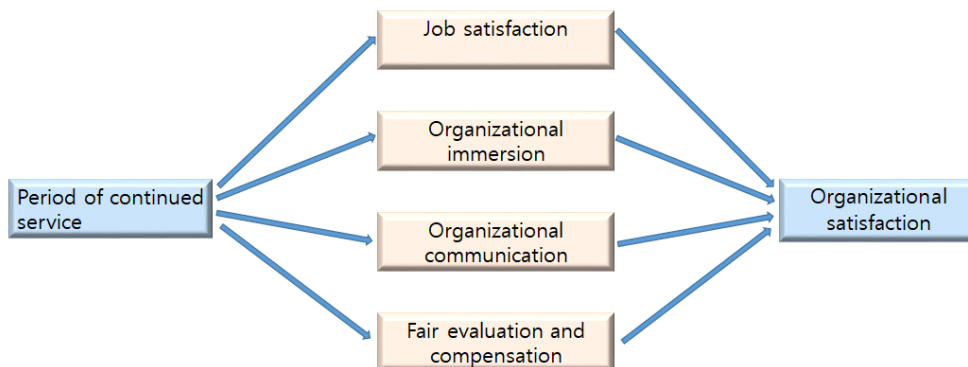 Job satisfaction
Organizational
immersion
Period of continued
service
Organizational
satisfaction
Organizational
communication
Fair evaluation and
compensation